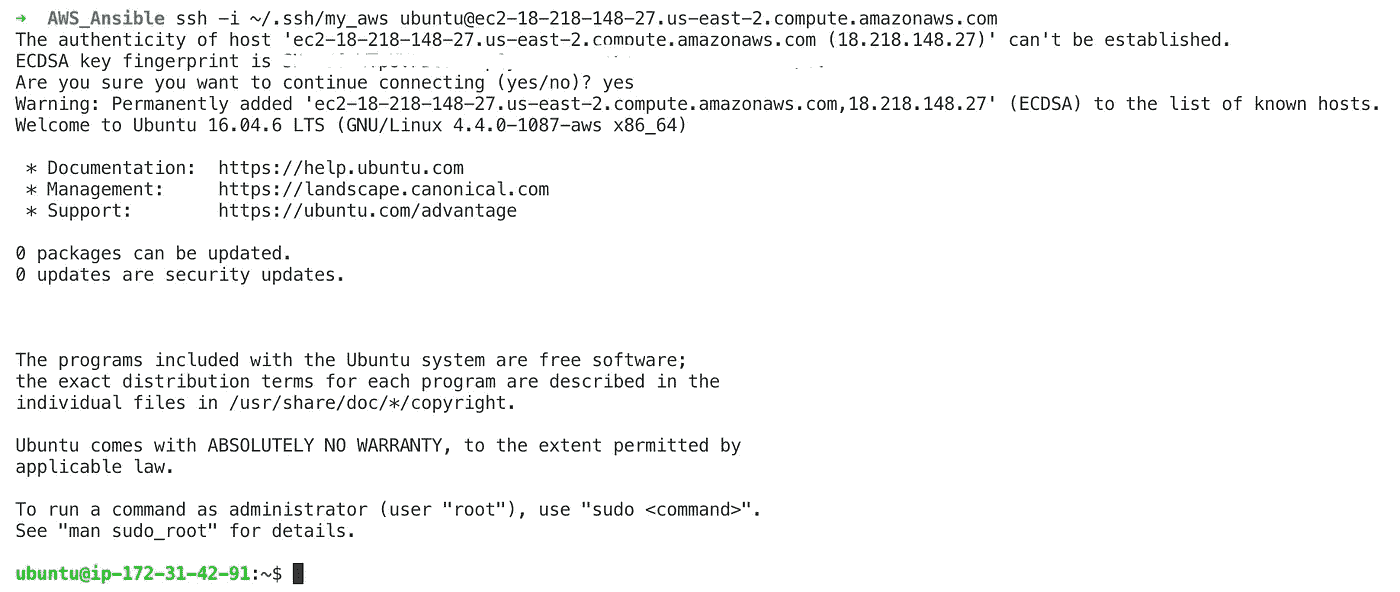 ➜  AWS_Ansible ssh -i ~/.ssh/my_aws ubuntu@ec2-18-218-148-27.us-east-2.compute.amazonaws.com
The authenticity of host 'ec2-18-218-148-27.us-east-2.compute.amazonaws.com (18.218.148.27)' can't be established.
ECDSA key fingerprint is
Are you sure you want to continue connecting (yes/no)? yes
Warning: Permanently added 'ec2-18-218-148-27.us-east-2.compute.amazonaws.com,18.218.148.27' (ECDSA) to the list of known hosts.
Welcome to Ubuntu 16.04.6 LTS (GNU/Linux 4.4.0-1087-aws x86_64)
* Documentation:  https://help.ubuntu.com
* Management:     https://landscape.canonical.com
* Support:        https://ubuntu.com/advantage
0 packages can be updated.
0 updates are security updates.
The programs included with the Ubuntu system are free software;
the exact distribution terms for each program are described in the
individual files in /usr/share/doc/*/copyright.
Ubuntu comes with ABSOLUTELY NO WARRANTY, to the extent permitted by
applicable law.
To run a command as administrator (user "root"), use "sudo <command>".
See "man sudo_root" for details.
ubuntu@ip-172-31-42-91:~$